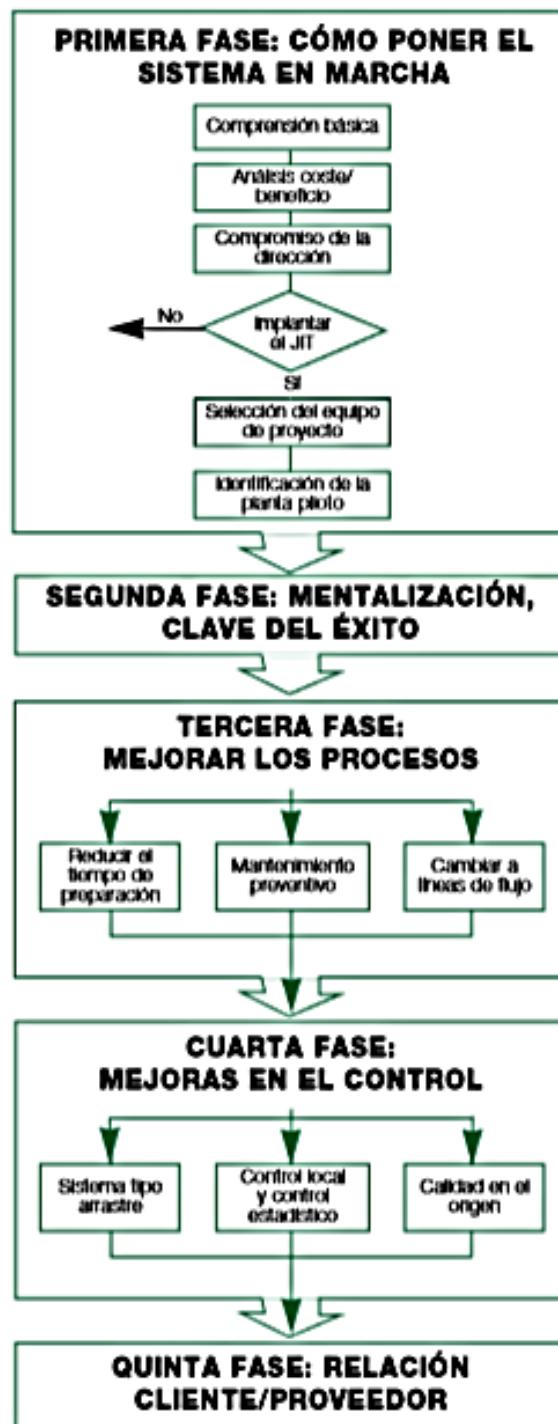 PRIMERA FASE: CÓMO PONER EL
SISTEMA EN MARCHA
Comprensión básica
Análisis coste/
beneficio
Compromiso de la
dirección
No
Implantar
el JIT
Sí
Selección del equipo
de proyecto
Identificación de la
planta piloto
SEGUNDA FASE: MENTALIZACIÓN,
CLAVE DEL ÉXITO
TERCERA FASE:
MEJORAR LOS PROCESOS
Reducir el
tiempo de
preparación
Mantenimiento
preventivo
Cambiar a
líneas de flujo
CUARTA FASE:
MEJORAS EN EL CONTROL
Sistema tipo
arrastre
Control local
y control
estadístico
Calidad en el
origen
QUINTA FASE: RELACIÓN
CLIENTE/PROVEEDOR